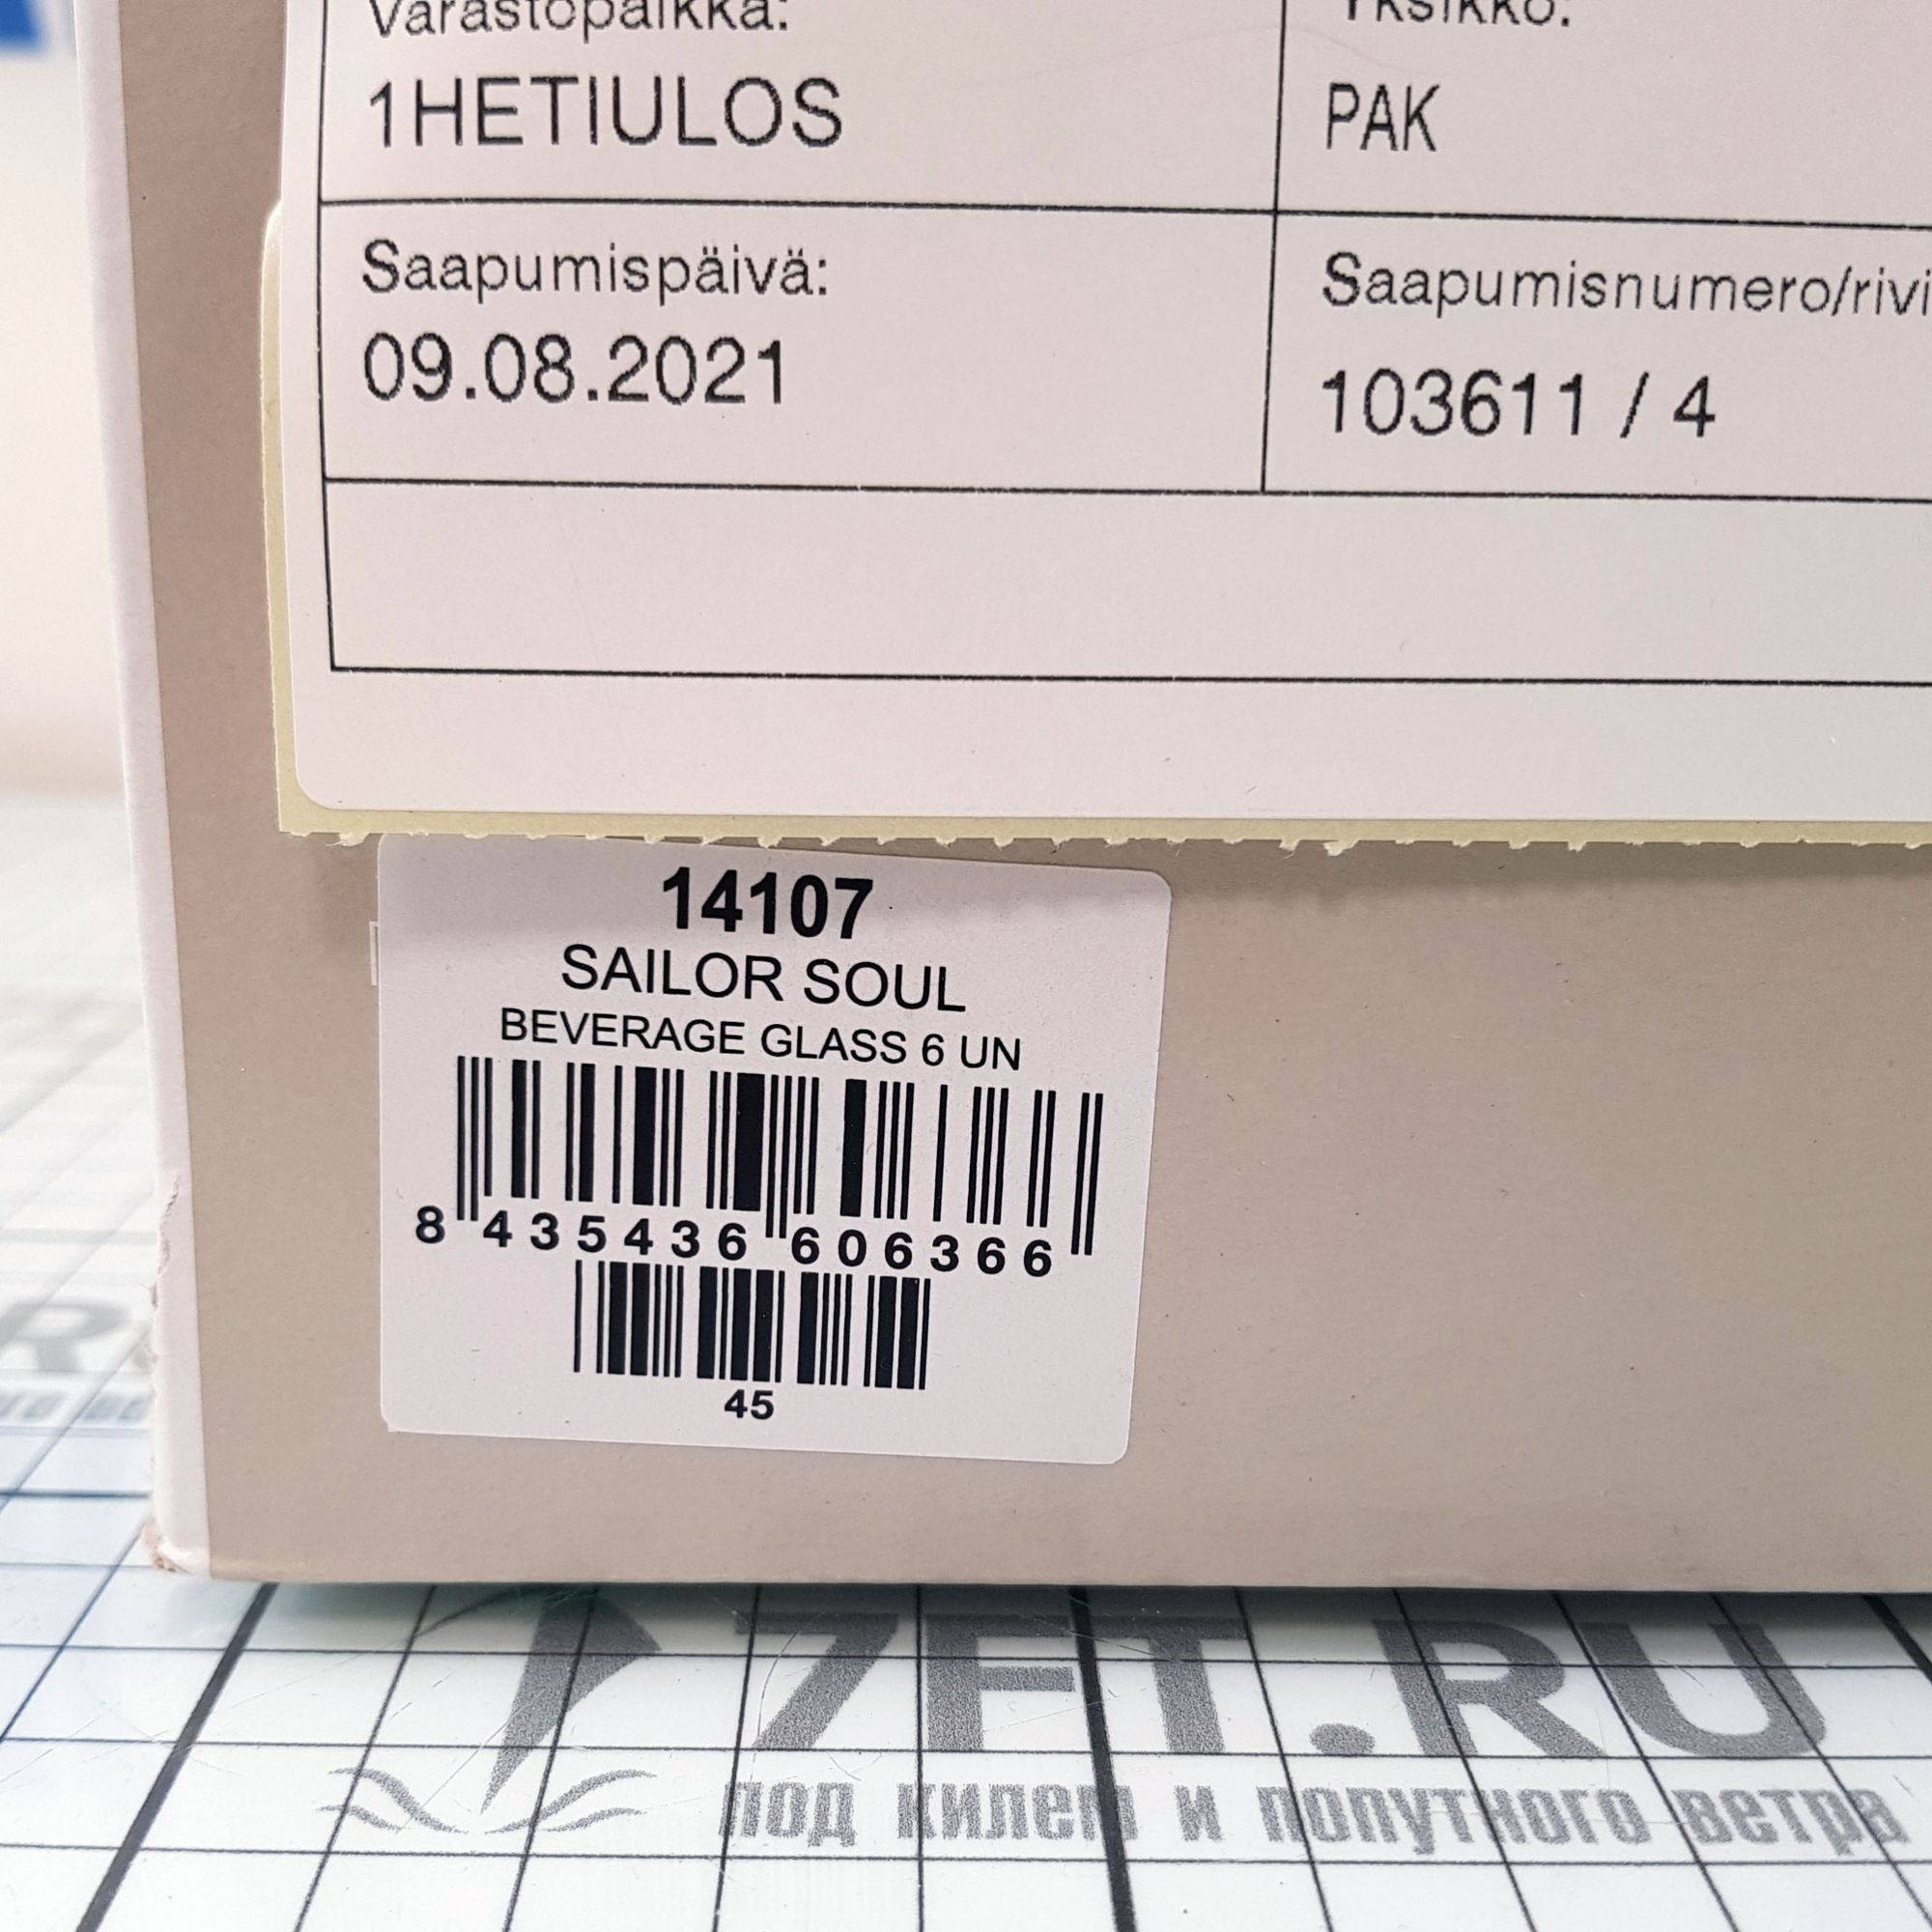 Varastopaikka:
Yksikkö:
1HETIULOS
PAK
Saapumispäivä:
Saapumisnumero/rivi
09.08.2021
103611 / 4
14107
SAILOR SOUL
BEVERAGE GLASS 6 UN
8 435436 606366
45
7FT.RU
под килем и попутного ветра